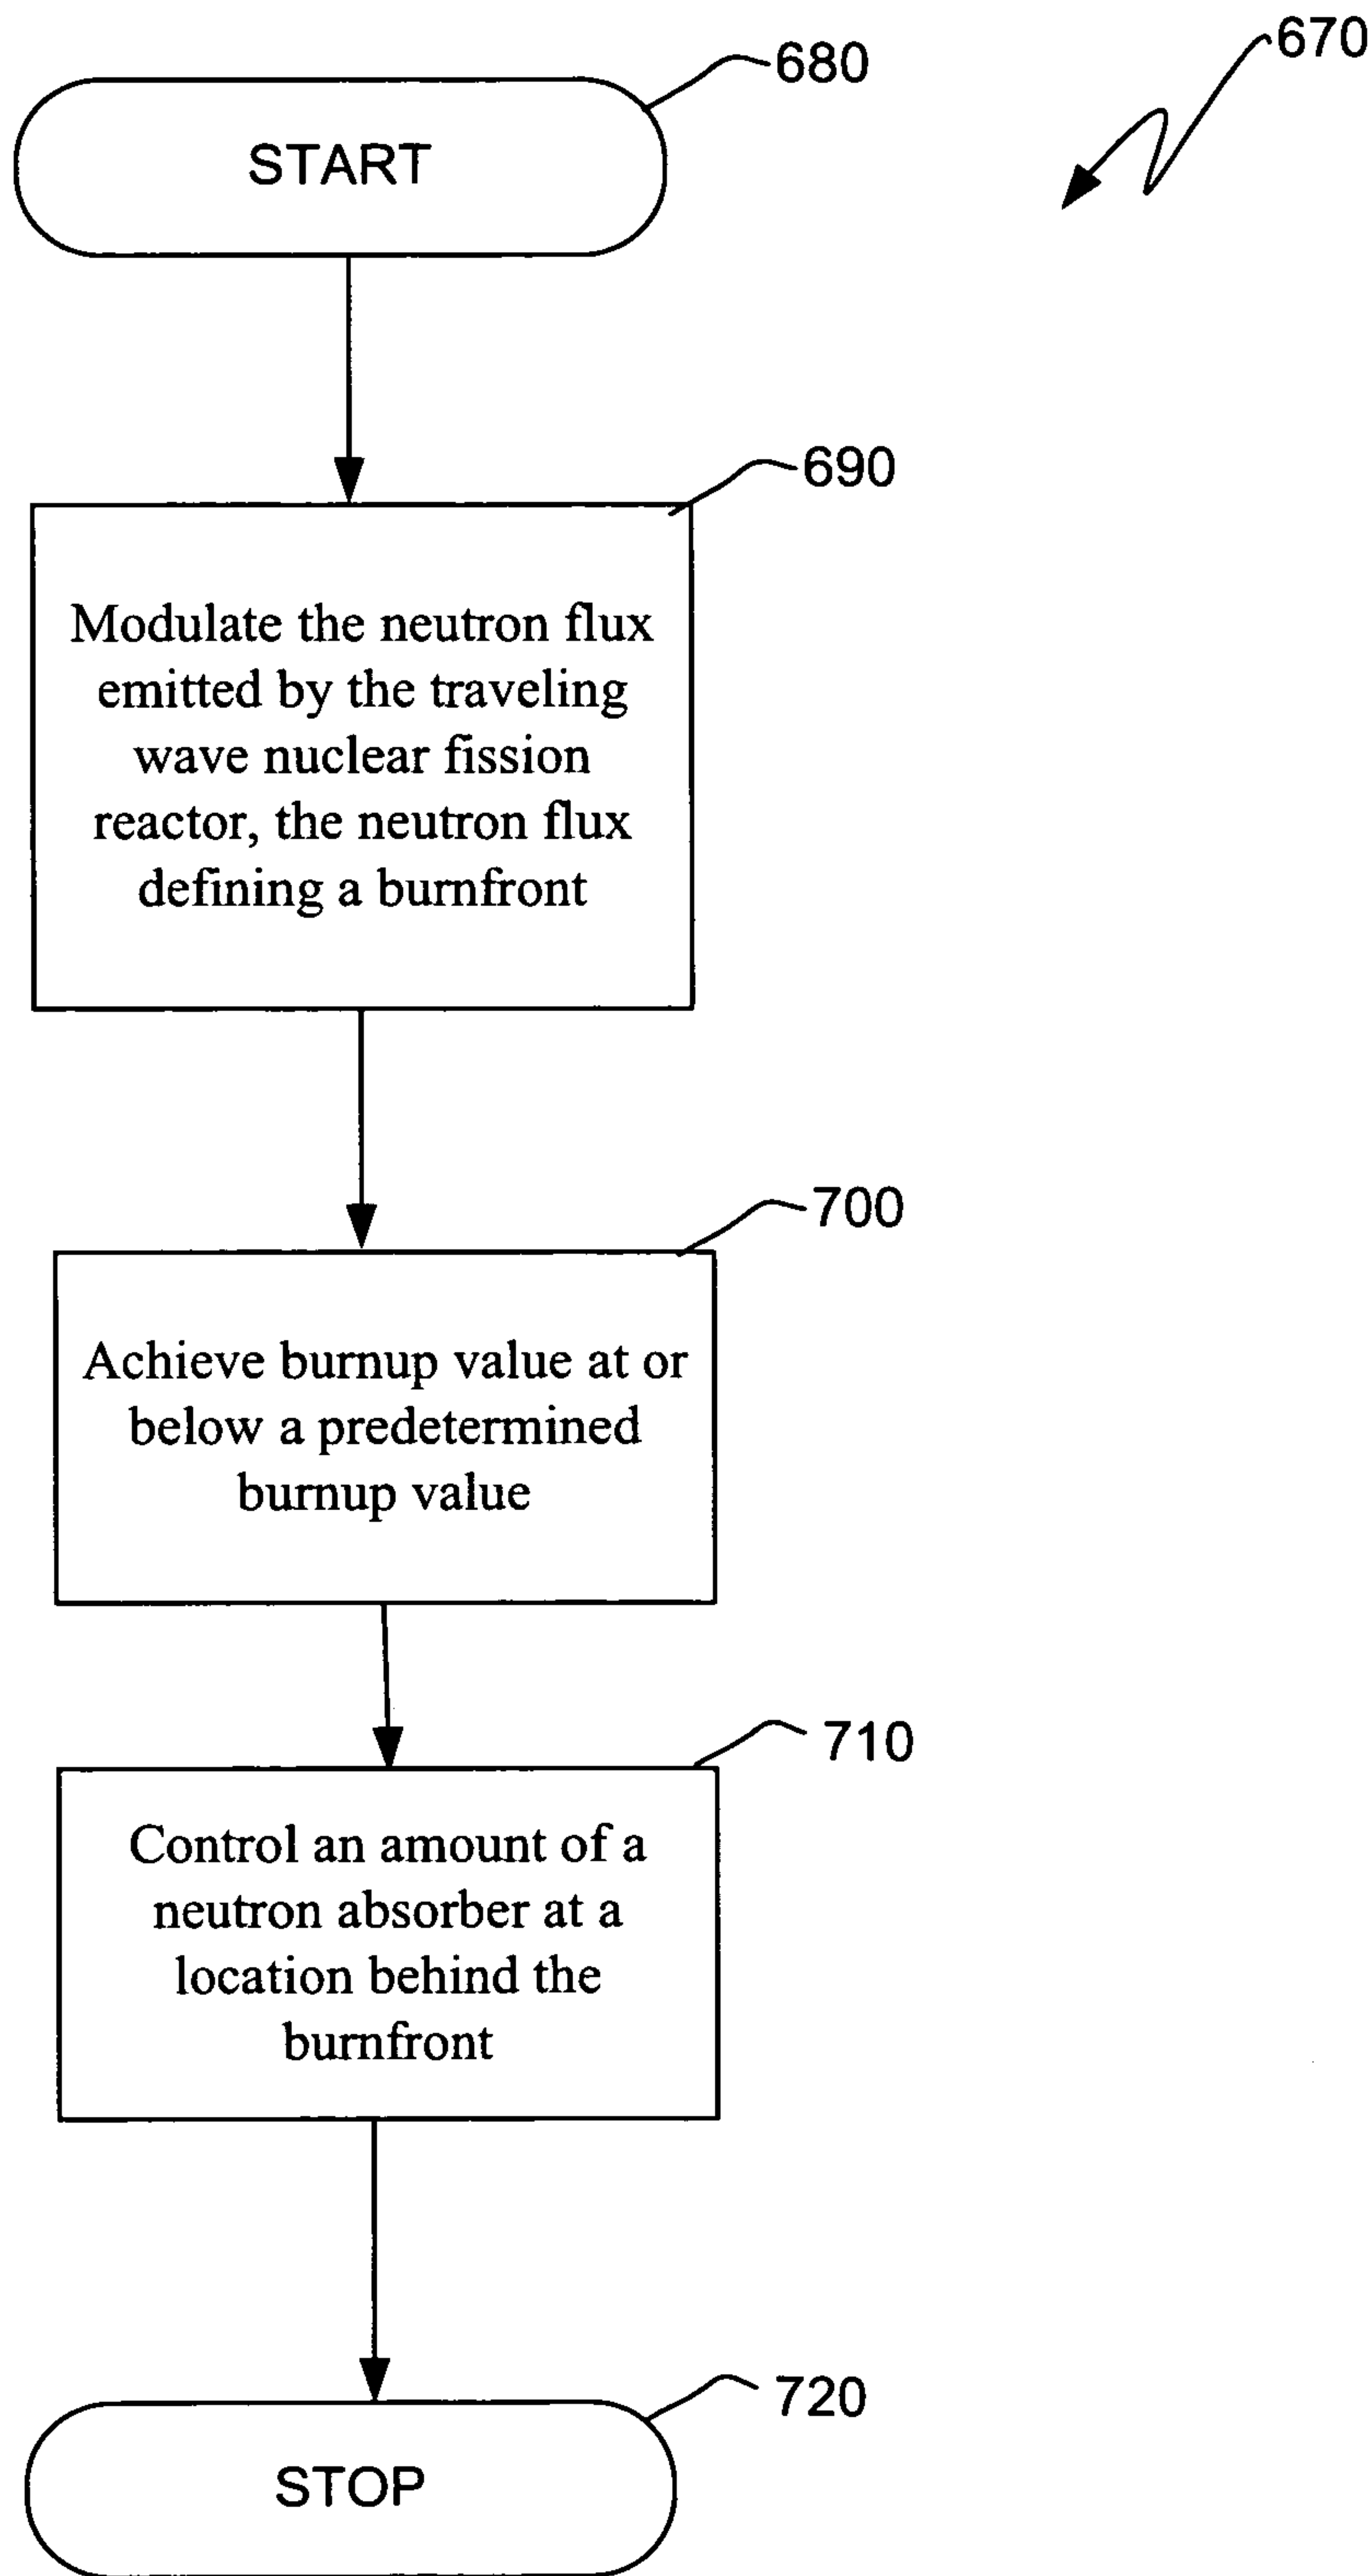 670
680
START
690
Modulate the neutron flux
emitted by the traveling
wave nuclear fission
reactor, the neutron flux
defining a burnfront
700
Achieve burnup value at or
below a predetermined
burnup value
710
Control an amount of a
neutron absorber at a
location behind the
burnfront
720
STOP